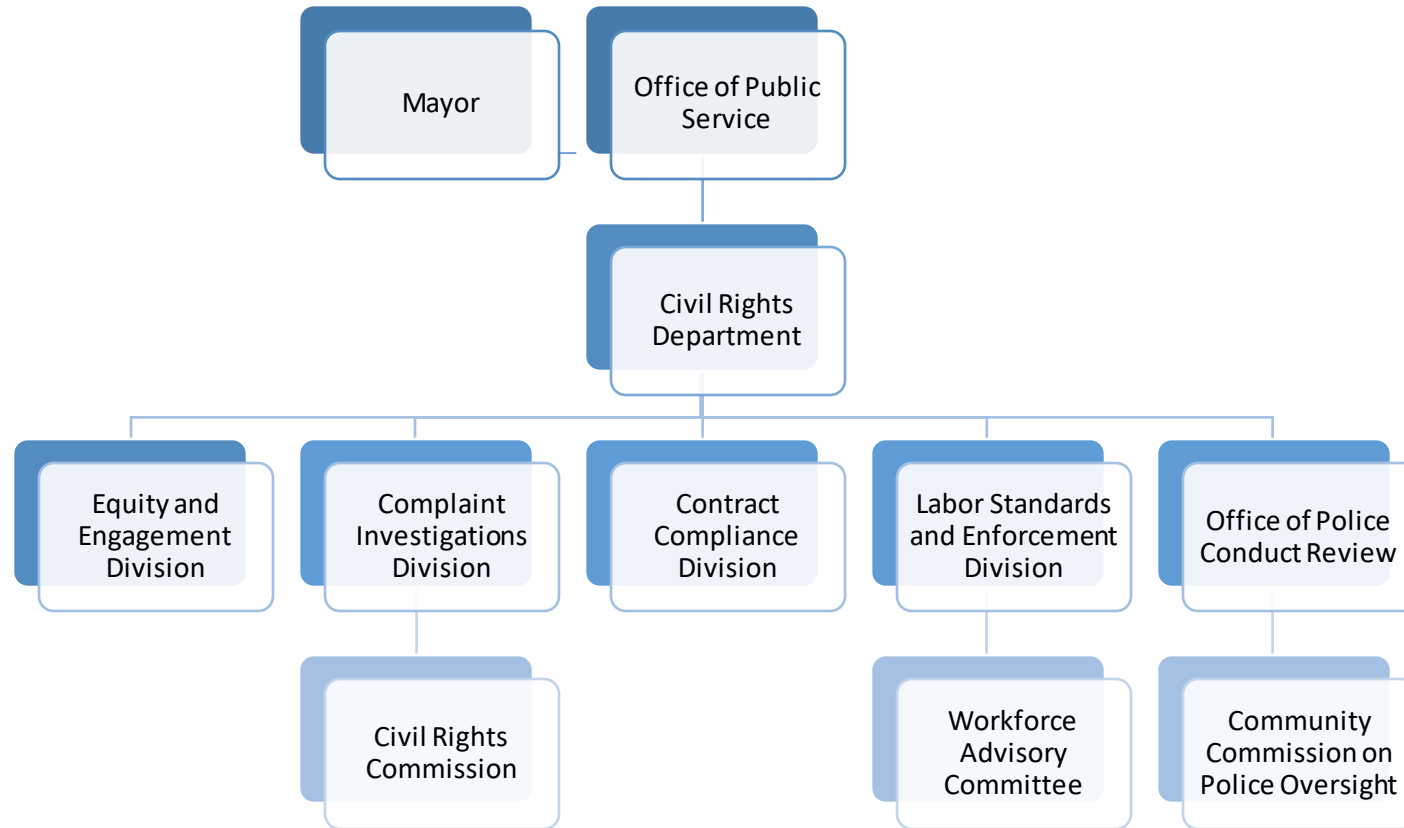 Mayor
Office of Public
Service
Civil Rights
Department
Equity and
Engagement
Division
Complaint
Investigations
Division
Contract
Compliance
Division
Labor Standards
and Enforcement
Division
Office of Police
Conduct Review
Civil Rights
Commission
Workforce
Advisory
Committee
Community
Commission on
Police Oversight